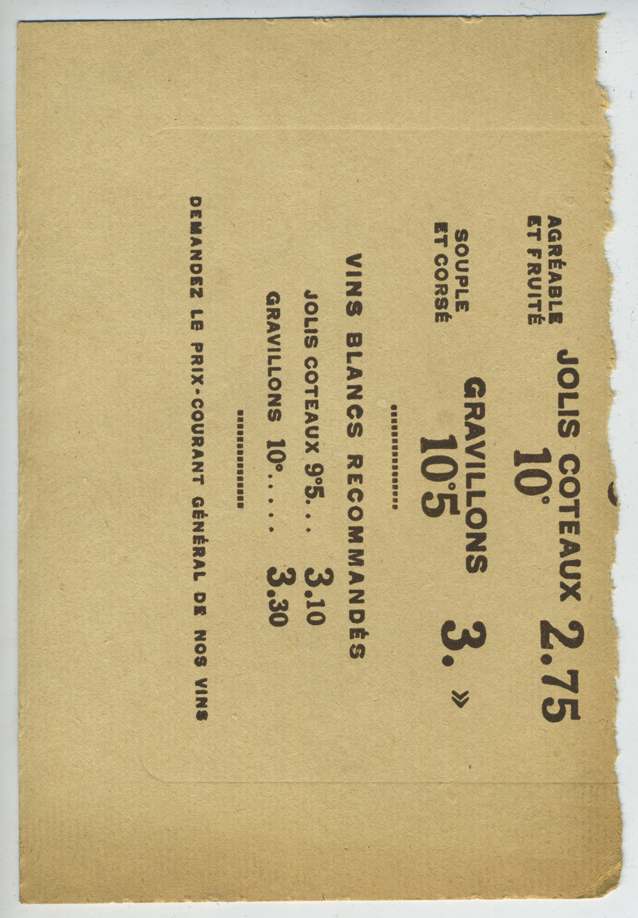 AGRÉABLE
ET FRUITÉ
JOLIS COTEAUX 2.75
10°
SOUPLE
ET CORSÉ
GRAVILLONS 3. »
10°5
VINS BLANCS RECOMMANDÉS
JOLIS COTEAUX 9°5... 3.10
GRAVILLONS 10°..... 3.30
DEMANDEZ LE PRIX-COURANT GÉNÉRAL DE NOS VINS